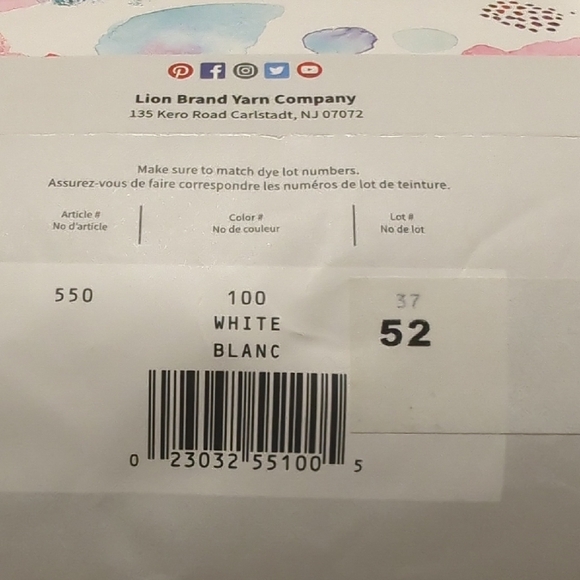 Lion Brand Yarn Company
135 Kero Road Carlstadt, NJ 07072
Make sure to match dye lot numbers.
Assurez-vous de faire correspondre les numéros de lot de teinture.
Article #
No d'article
Color #
No de couleur
Lot #
No de lot
550
100
WHITE
BLANC
37
52
0 23032 55100 5